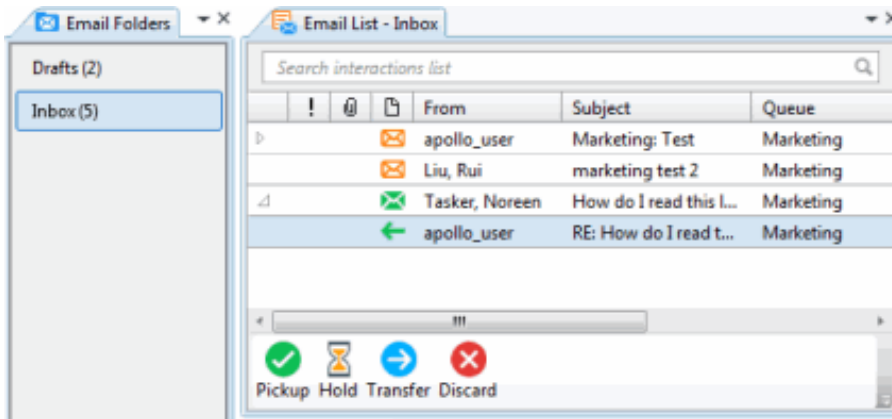 Email Folders
Email List - Inbox
Drafts (2)
Inbox (5)
Search interactions list
! From Subject Queue
apollo_user Marketing: Test Marketing
Liu, Rui marketing test 2 Marketing
Tasker, Noreen How do I read this l... Marketing
apollo_user RE: How do I read t... Marketing
Pickup Hold Transfer Discard